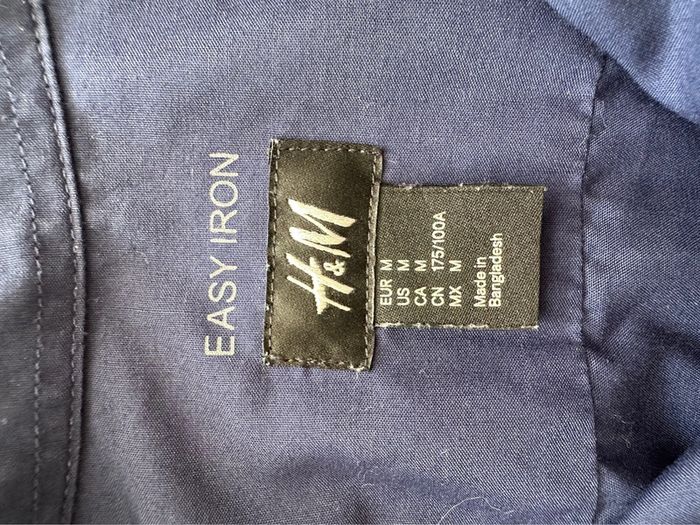 EASY IRON
H&M
EUR M
US M
CA M
CN 175/100A
MX M
Made in
Bangladesh